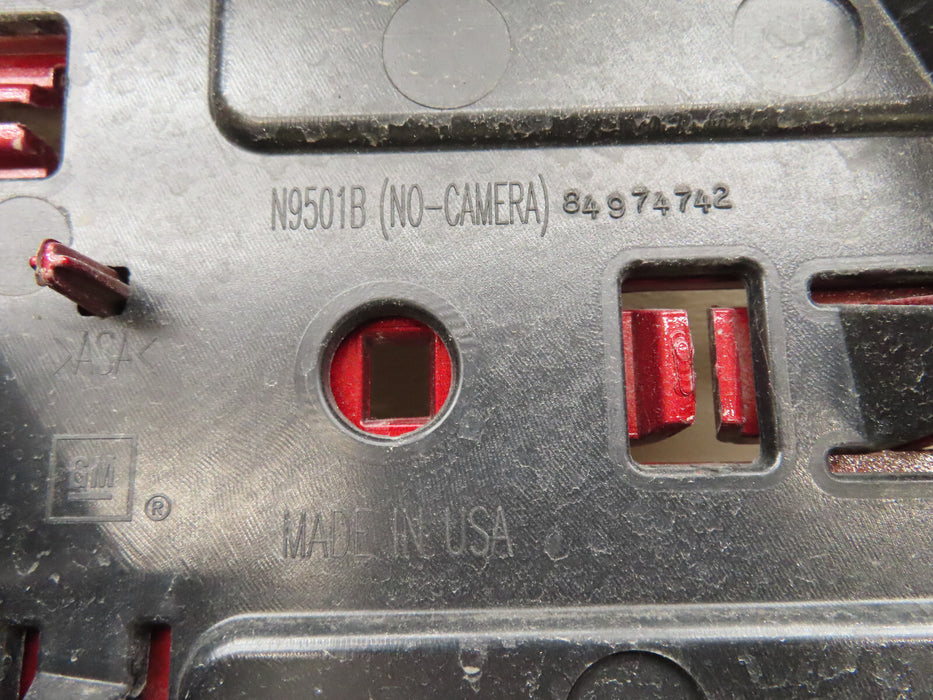 N9501B (NO-CAMERA) 84974742
>ASA<
GM ®
MADE IN USA